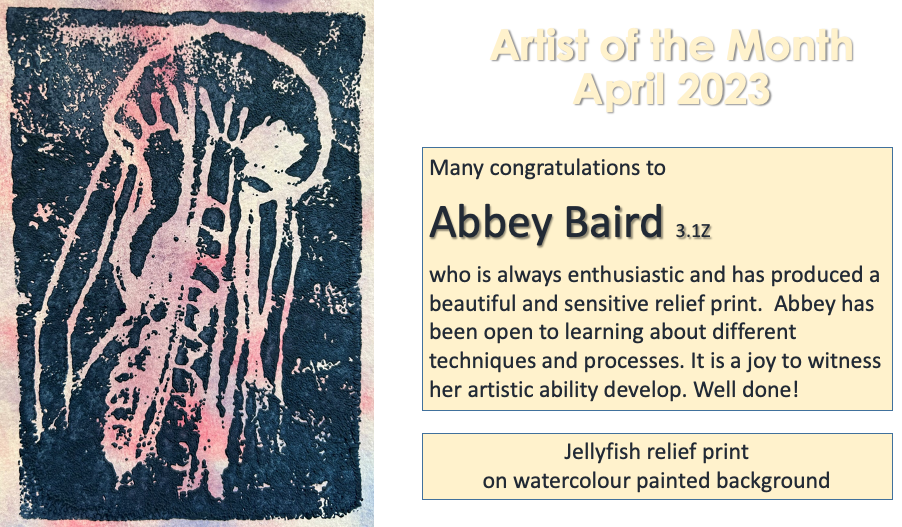 Artist of the Month
April 2023
Many congratulations to
Abbey Baird 3.1Z
who is always enthusiastic and has produced a
beautiful and sensitive relief print.  Abbey has
been open to learning about different
techniques and processes. It is a joy to witness
her artistic ability develop. Well done!
Jellyfish relief print
on watercolour painted background